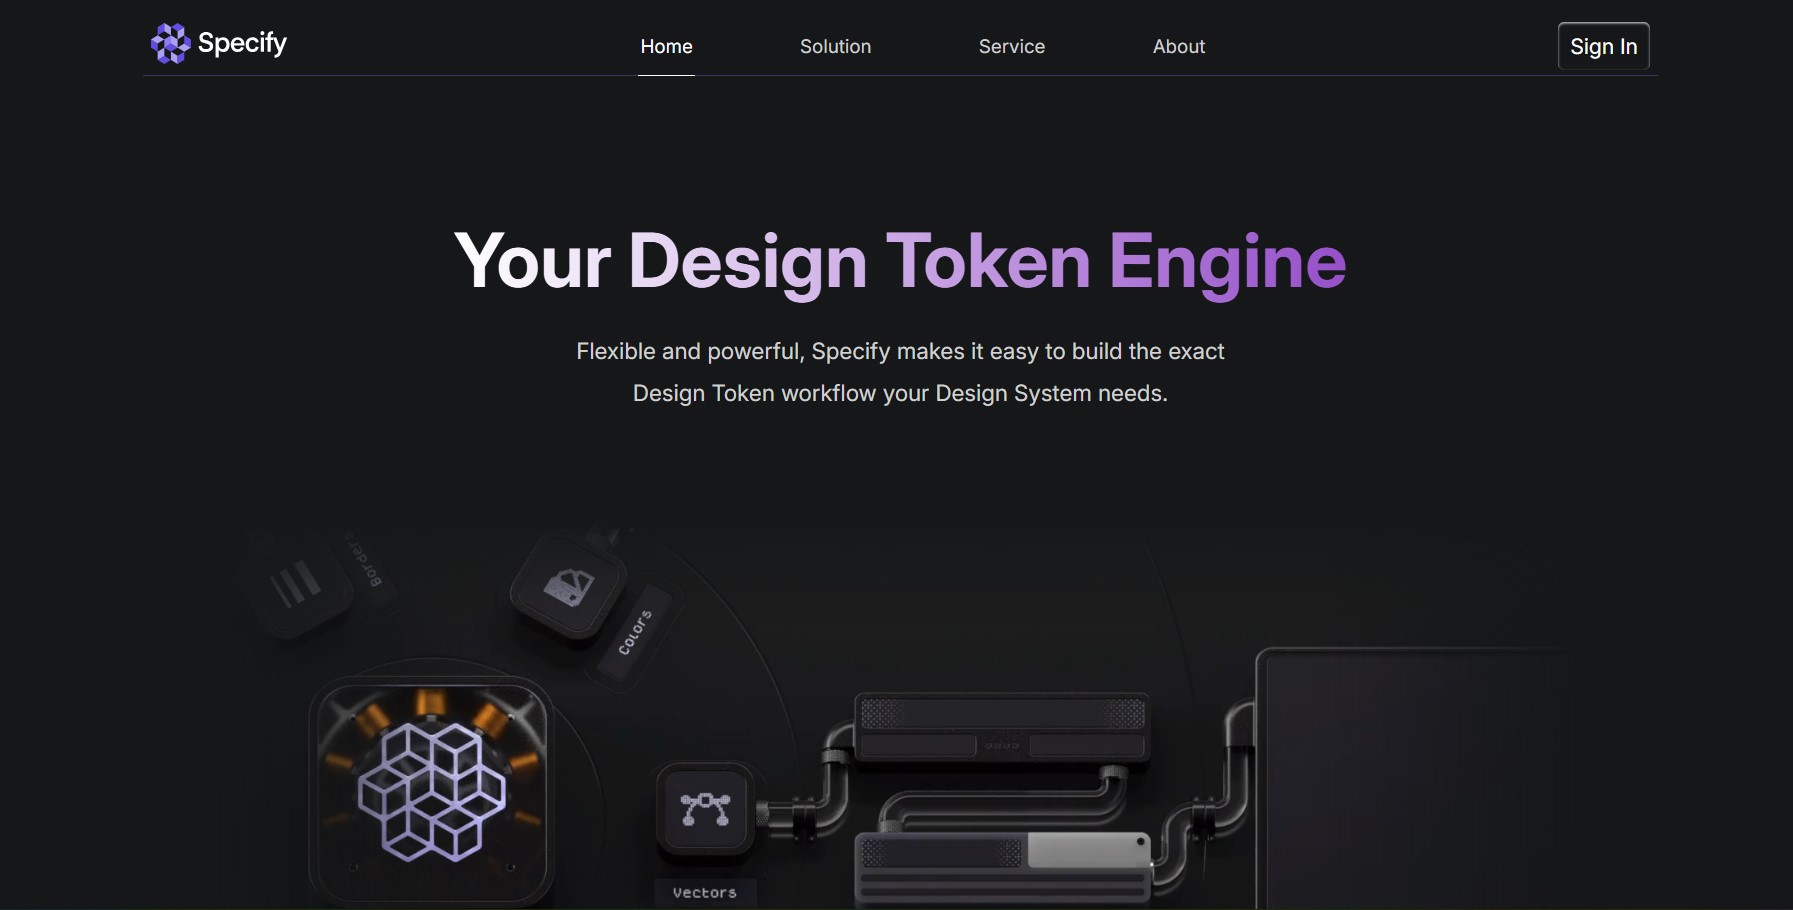 Specify
Home
Solution
Service
About
Sign In
Your Design Token Engine
Flexible and powerful, Specify makes it easy to build the exact
Design Token workflow your Design System needs.
Borders
Colors
Vectors